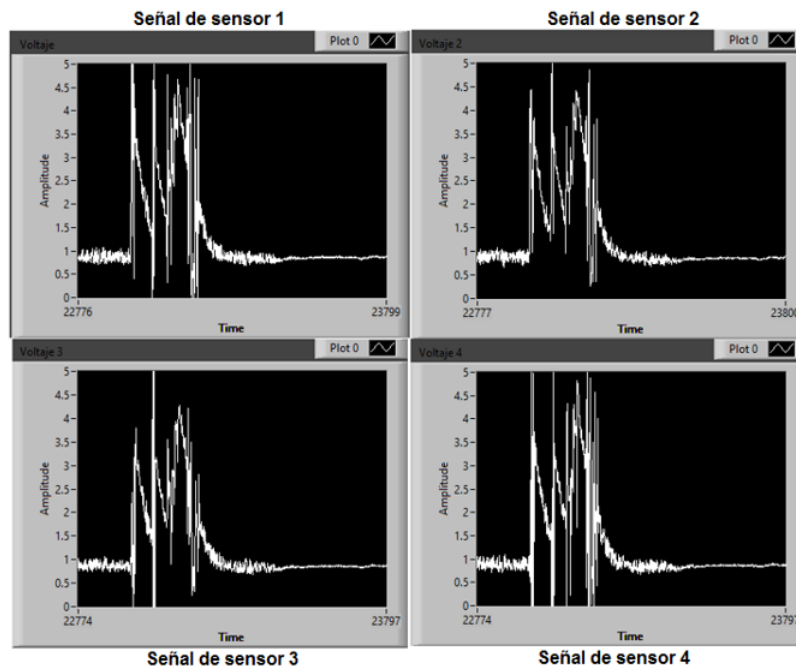 Señal de sensor 1
Señal de sensor 2
Voltaje
Plot 0
Amplitude
5
4.5
4
3.5
3
2.5
2
1.5
1
0.5
0
22776
23799
Time
Voltaje 2
Plot 0
Amplitude
5
4.5
4
3.5
3
2.5
2
1.5
1
0.5
0
22777
23800
Time
Voltaje 3
Plot 0
Amplitude
5
4.5
4
3.5
3
2.5
2
1.5
1
0.5
0
22774
23797
Time
Voltaje 4
Plot 0
Amplitude
5
4.5
4
3.5
3
2.5
2
1.5
1
0.5
0
22774
23797
Time
Señal de sensor 3
Señal de sensor 4